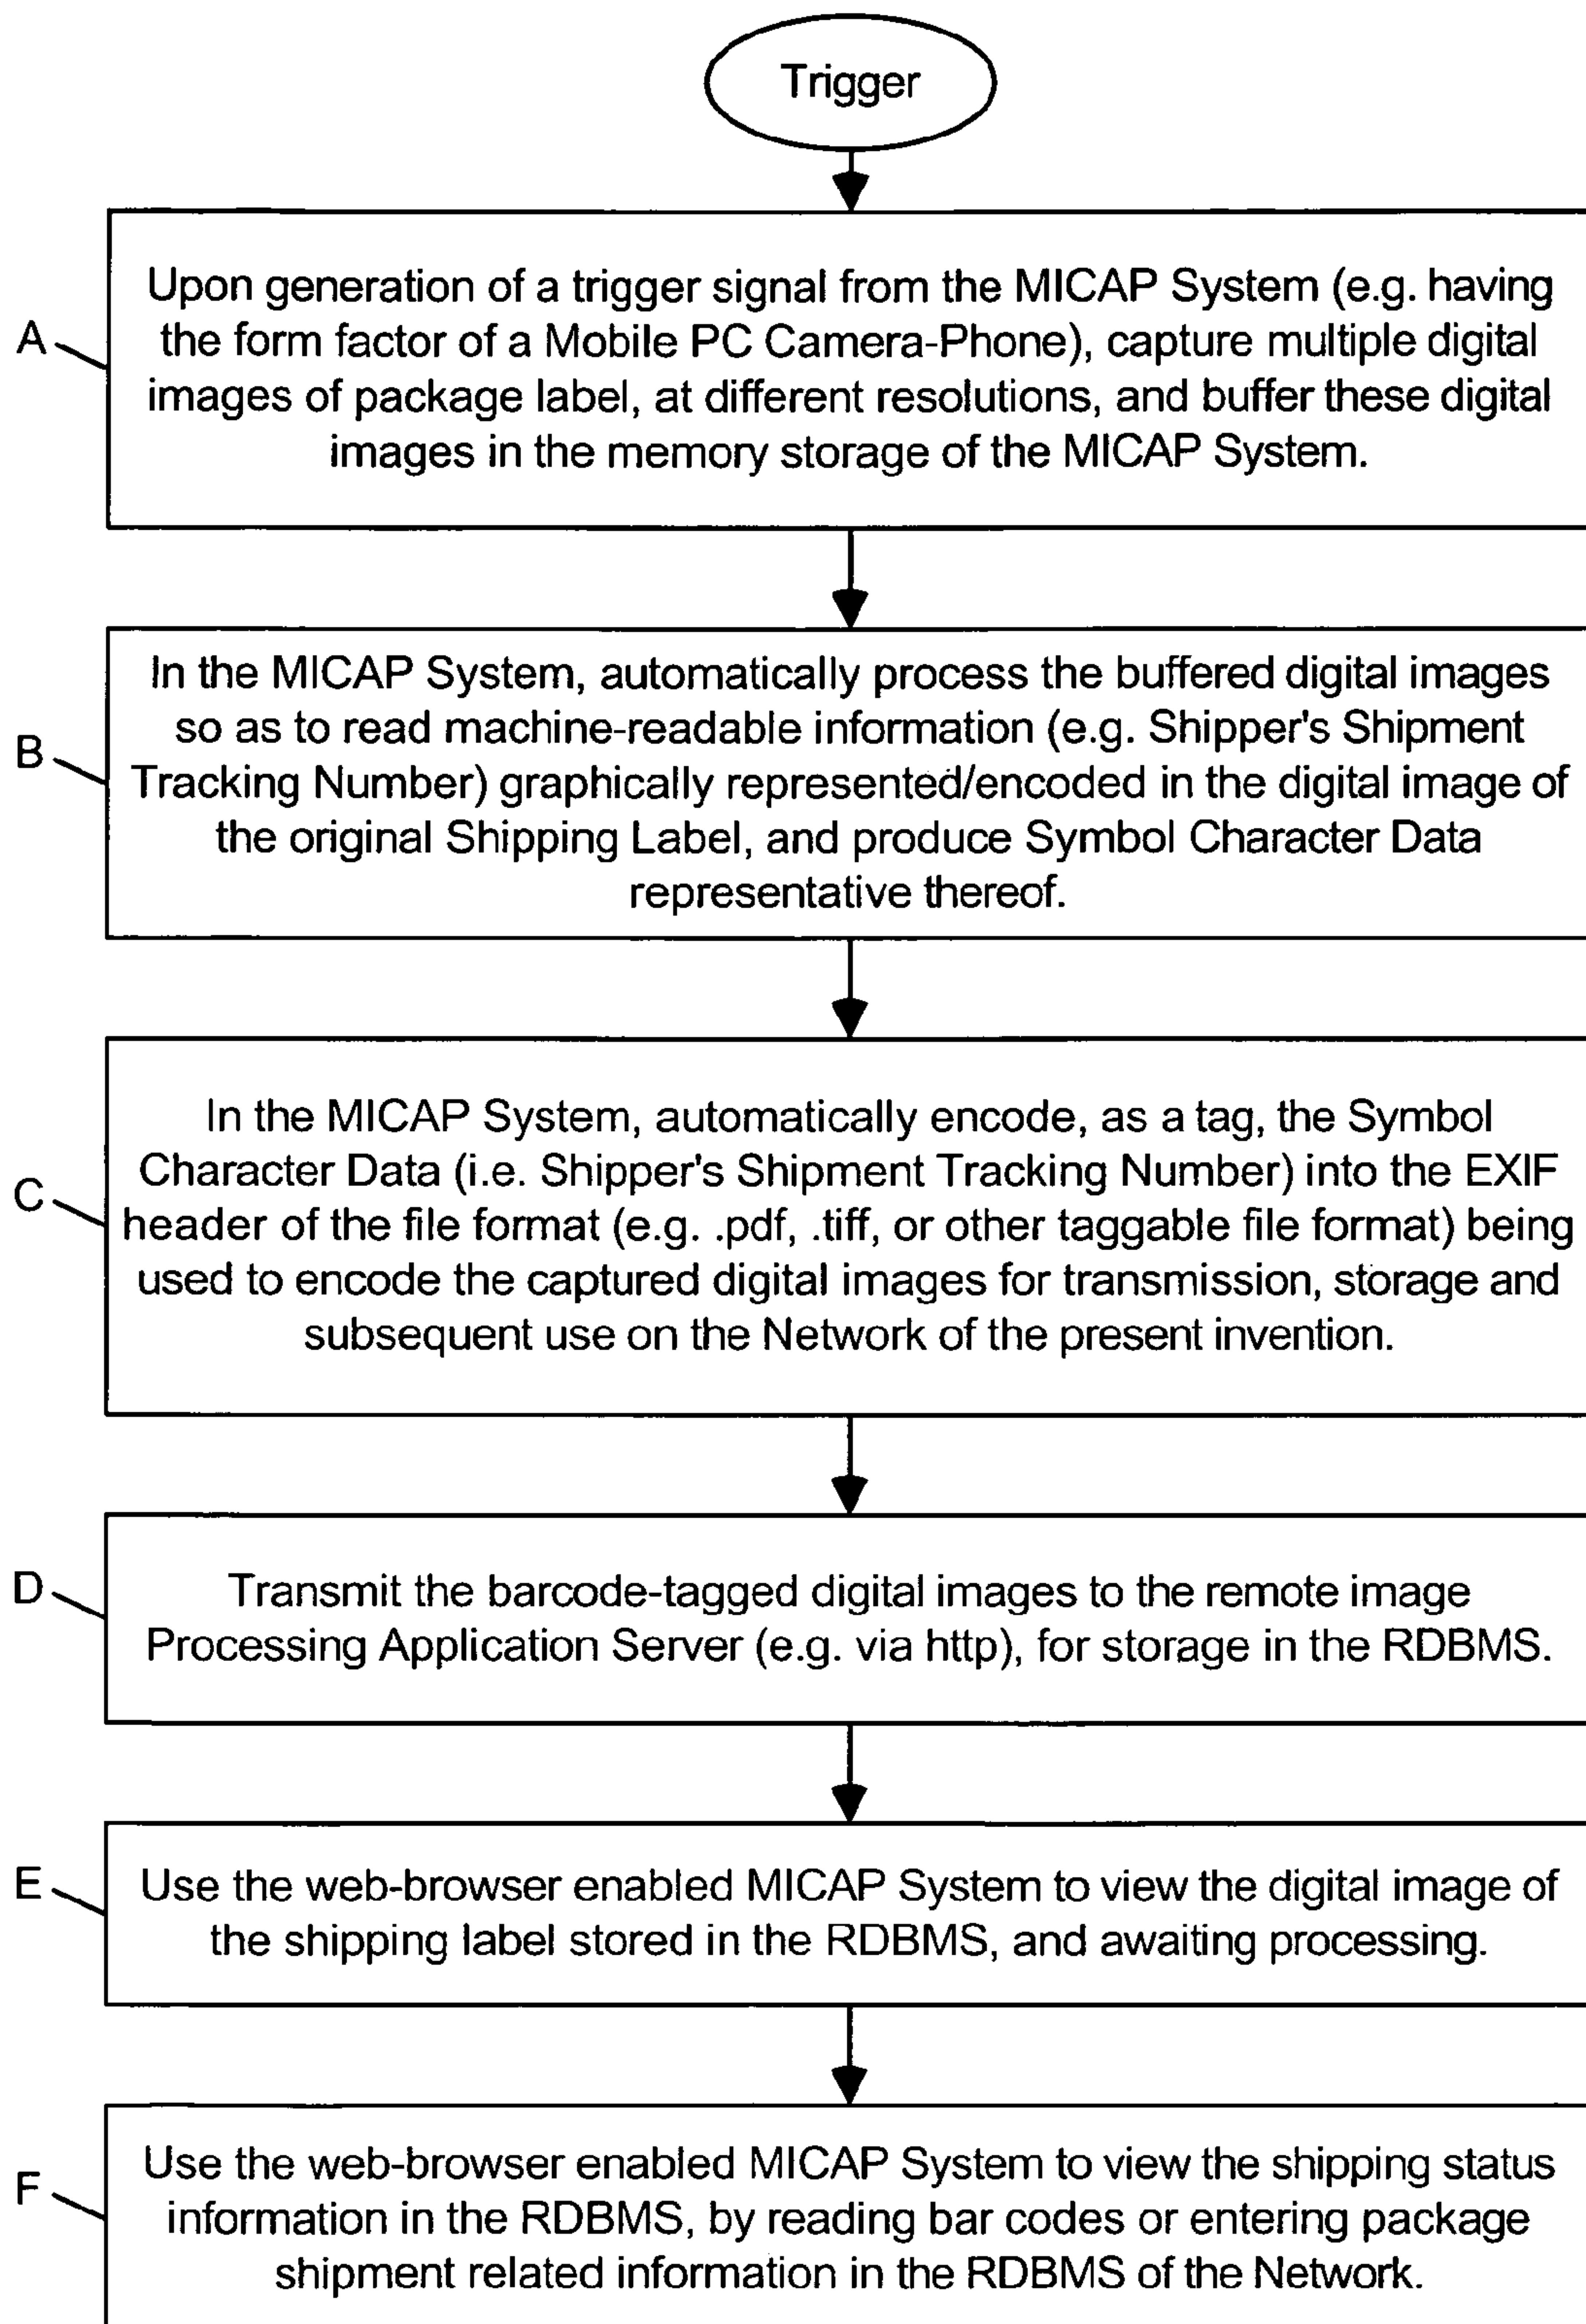 Trigger
A
Upon generation of a trigger signal from the MICAP System (e.g. having
the form factor of a Mobile PC Camera-Phone), capture multiple digital
images of package label, at different resolutions, and buffer these digital
images in the memory storage of the MICAP System.
B
In the MICAP System, automatically process the buffered digital images
so as to read machine-readable information (e.g. Shipper's Shipment
Tracking Number) graphically represented/encoded in the digital image of
the original Shipping Label, and produce Symbol Character Data
representative thereof.
C
In the MICAP System, automatically encode, as a tag, the Symbol
Character Data (i.e. Shipper's Shipment Tracking Number) into the EXIF
header of the file format (e.g. .pdf, .tiff, or other taggable file format) being
used to encode the captured digital images for transmission, storage and
subsequent use on the Network of the present invention.
D
Transmit the barcode-tagged digital images to the remote image
Processing Application Server (e.g. via http), for storage in the RDBMS.
E
Use the web-browser enabled MICAP System to view the digital image of
the shipping label stored in the RDBMS, and awaiting processing.
F
Use the web-browser enabled MICAP System to view the shipping status
information in the RDBMS, by reading bar codes or entering package
shipment related information in the RDBMS of the Network.